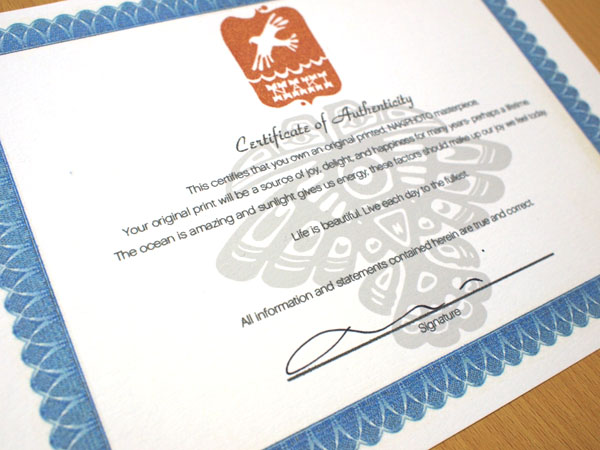 Certificate of Authenticity
This certifies that you own an original printed NAKPHOTO masterpiece.
Your original print will be a source of joy, delight, and happiness for many years- perhaps a lifetime.
The ocean is amazing and sunlight gives us energy, these factors should make up our joy we feel today.
Life is beautiful. Live each day to the fullest.
All information and statements contained herein are true and correct.
Signature